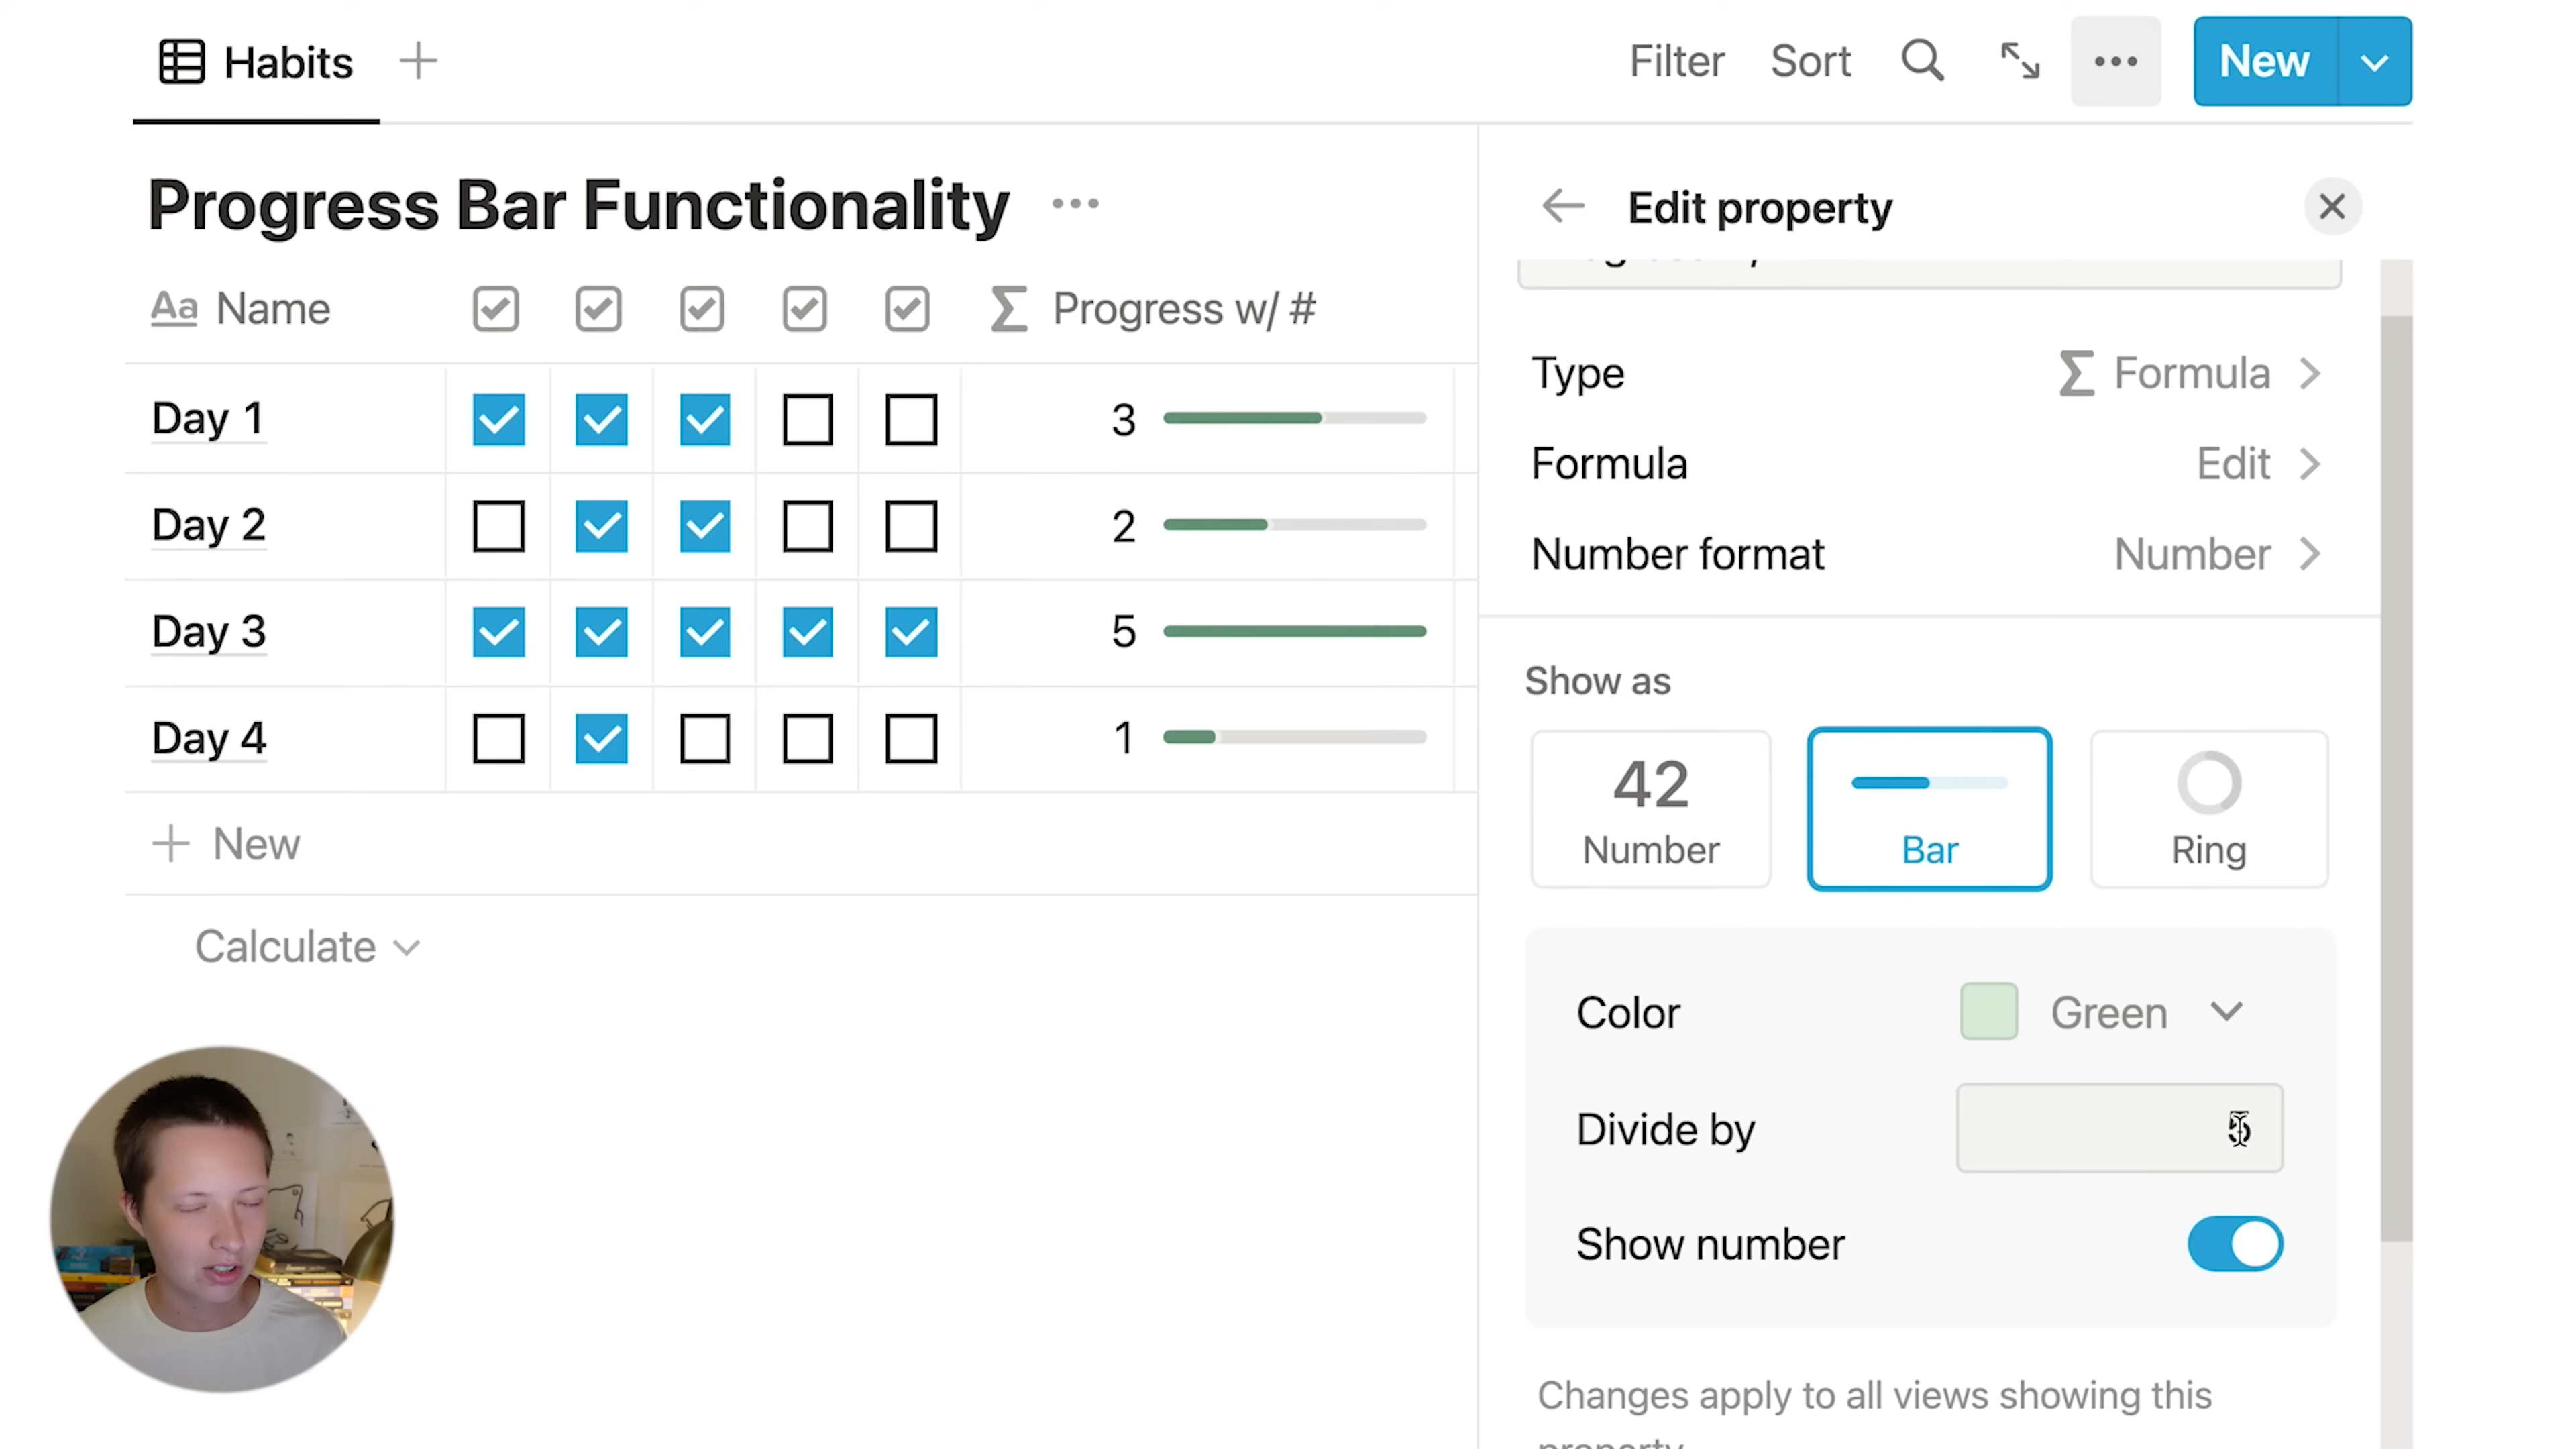 Habits
Filter
Sort
New
Progress Bar Functionality
Edit property
Aa Name
Progress w/ #
Type
Formula
Day 1
3
Formula
Edit
Day 2
2
Number format
Number
Day 3
5
Show as
Day 4
1
42
Number
Bar
Ring
New
Calculate
Color
Green
Divide by
5
Show number
Changes apply to all views showing this
property